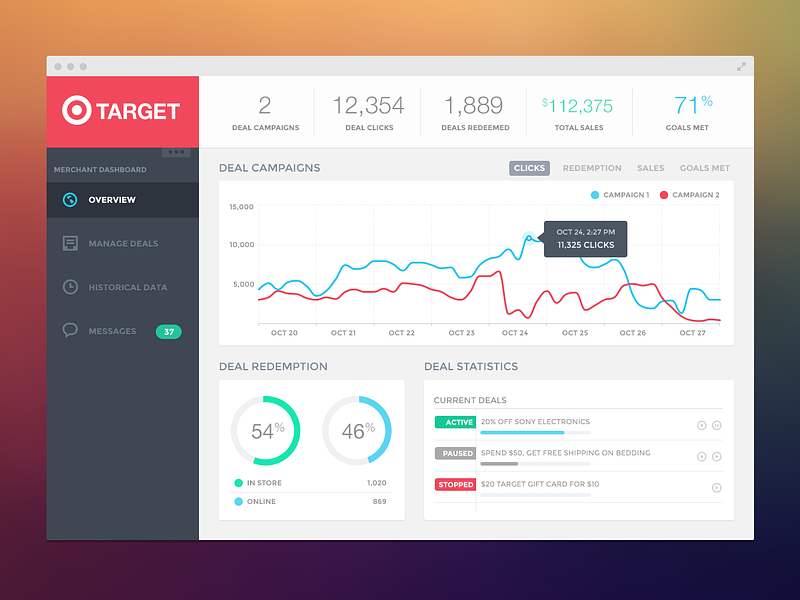 TARGET
2
12,354
1,889
$112,375
71%
DEAL CAMPAIGNS
DEAL CLICKS
DEALS REDEEMED
TOTAL SALES
GOALS MET
MERCHANT DASHBOARD
OVERVIEW
MANAGE DEALS
HISTORICAL DATA
MESSAGES 37
DEAL CAMPAIGNS
CLICKS REDEMPTION SALES GOALS MET
CAMPAIGN 1 CAMPAIGN 2
15,000
10,000
5,000
OCT 24, 2:27 PM
11,325 CLICKS
OCT 20 OCT 21 OCT 22 OCT 23 OCT 24 OCT 25 OCT 26 OCT 27
DEAL REDEMPTION
54% 46%
IN STORE 1,020
ONLINE 869
DEAL STATISTICS
CURRENT DEALS
ACTIVE 20% OFF SONY ELECTRONICS
PAUSED SPEND $50, GET FREE SHIPPING ON BEDDING
STOPPED $20 TARGET GIFT CARD FOR $10